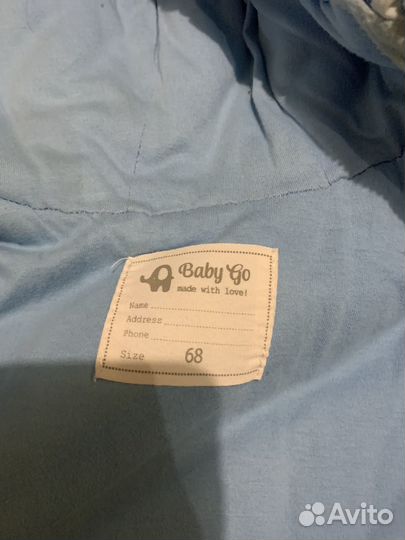 Baby Go
made with love!
Name
Address
Phone
Size 68
Avito